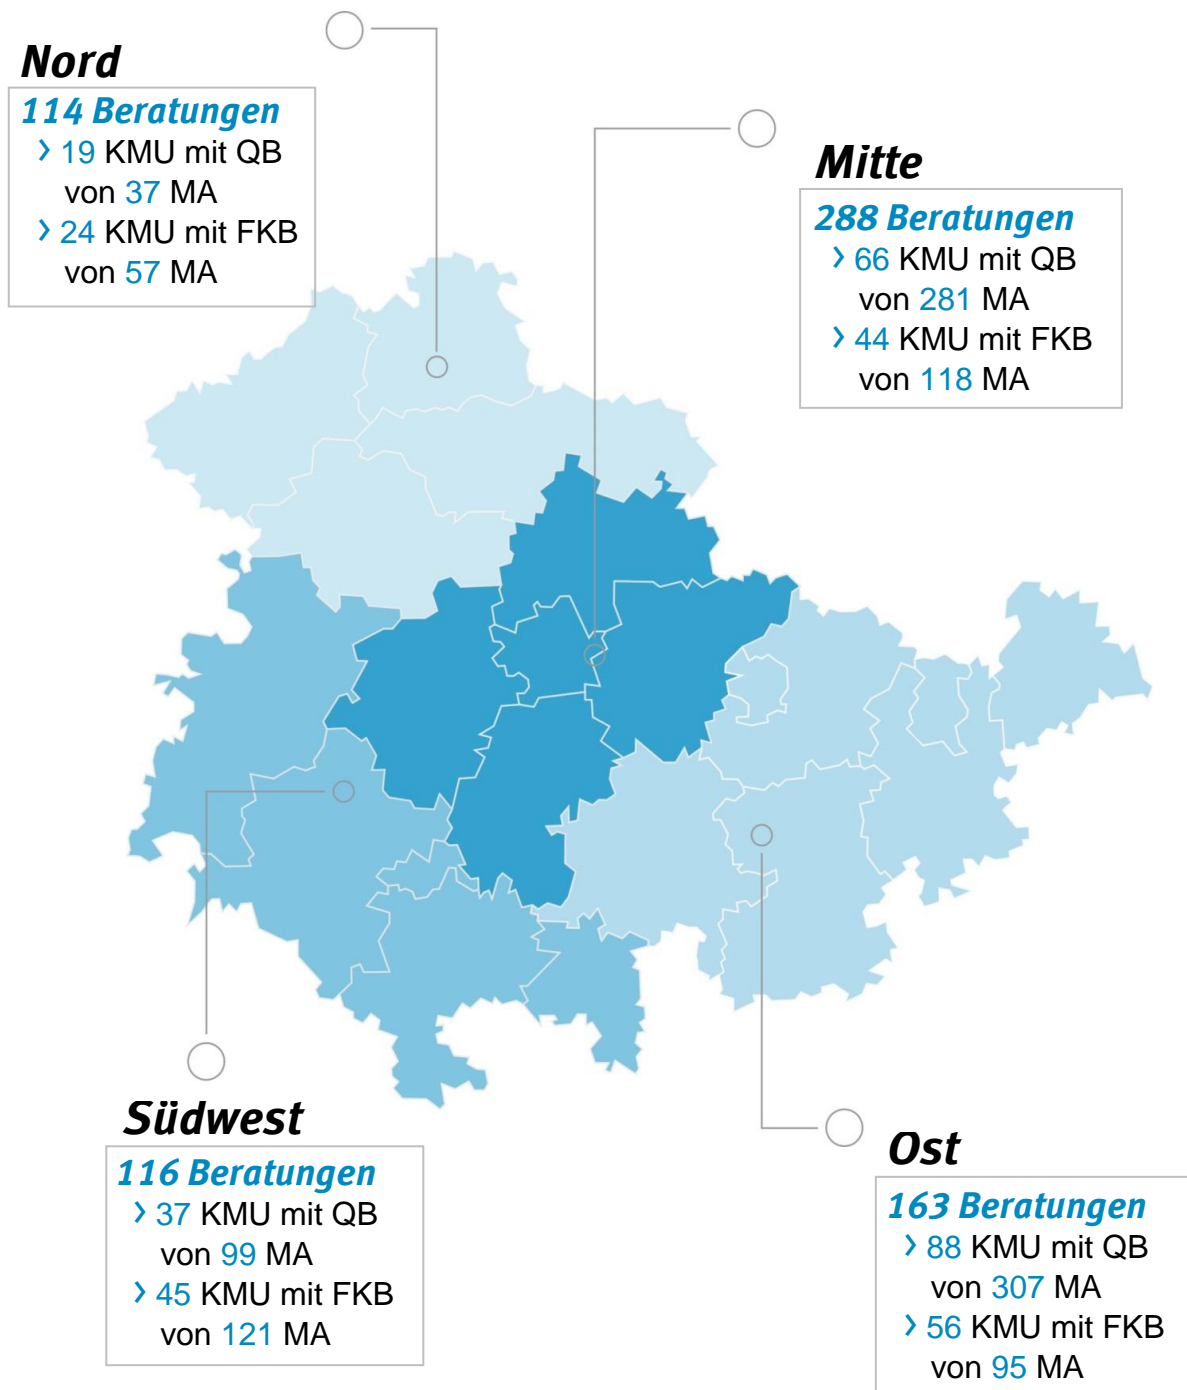 Nord
114 Beratungen
› 19 KMU mit QB
von 37 MA
› 24 KMU mit FKB
von 57 MA
Mitte
288 Beratungen
› 66 KMU mit QB
von 281 MA
› 44 KMU mit FKB
von 118 MA
Südwest
116 Beratungen
› 37 KMU mit QB
von 99 MA
› 45 KMU mit FKB
von 121 MA
Ost
163 Beratungen
› 88 KMU mit QB
von 307 MA
› 56 KMU mit FKB
von 95 MA